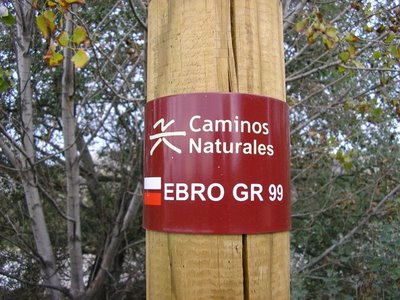 Caminos
Naturales
EBRO GR 99